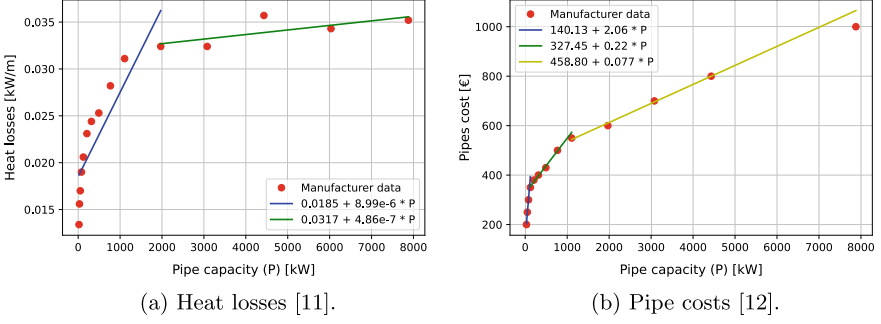 0.035
0.030
0.025
0.020
0.015
Heat losses [kW/m]
Manufacturer data
0.0185 + 8.99e-6 * P
0.0317 + 4.86e-7 * P
0 1000 2000 3000 4000 5000 6000 7000 8000
Pipe capacity (P) [kW]
(a) Heat losses [11].
1000
800
600
400
200
Pipes cost [€]
Manufacturer data
140.13 + 2.06 * P
327.45 + 0.22 * P
458.80 + 0.077 * P
0 1000 2000 3000 4000 5000 6000 7000 8000
Pipe capacity (P) [kW]
(b) Pipe costs [12].